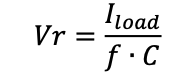 Vr = I_load / (f · C)